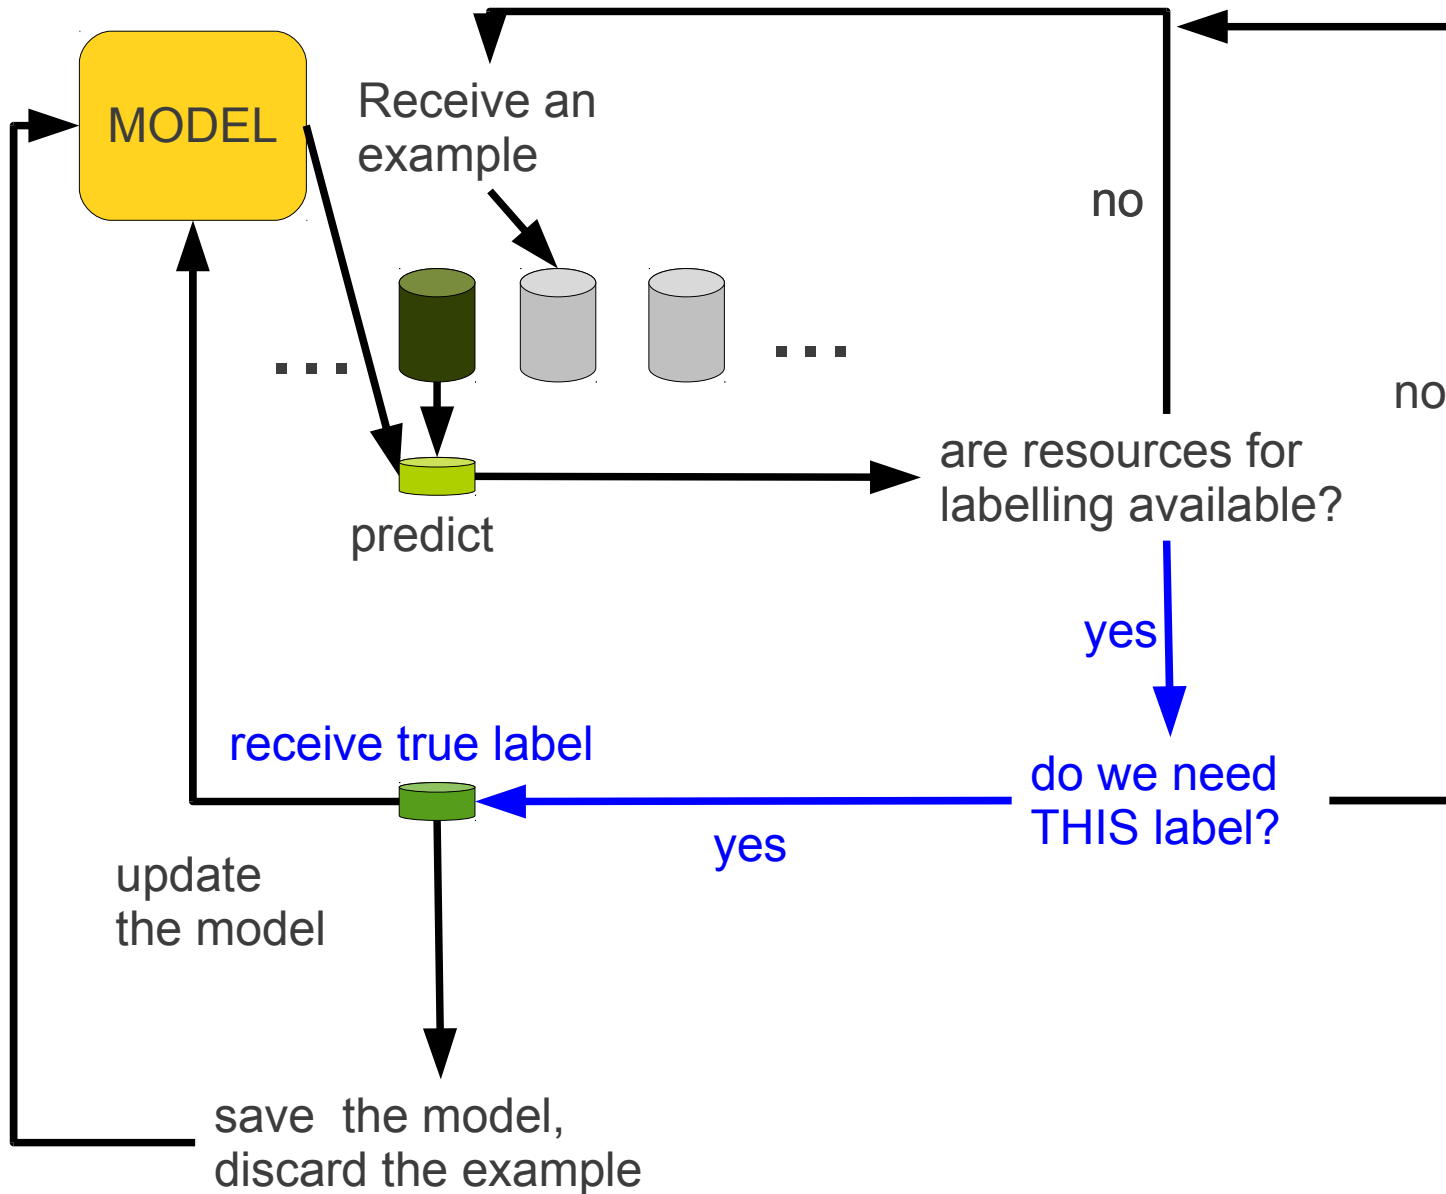 MODEL
Receive an
example
no
no
. . .
. . .
predict
are resources for
labelling available?
yes
receive true label
do we need
THIS label?
yes
update
the model
save  the model,
discard the example